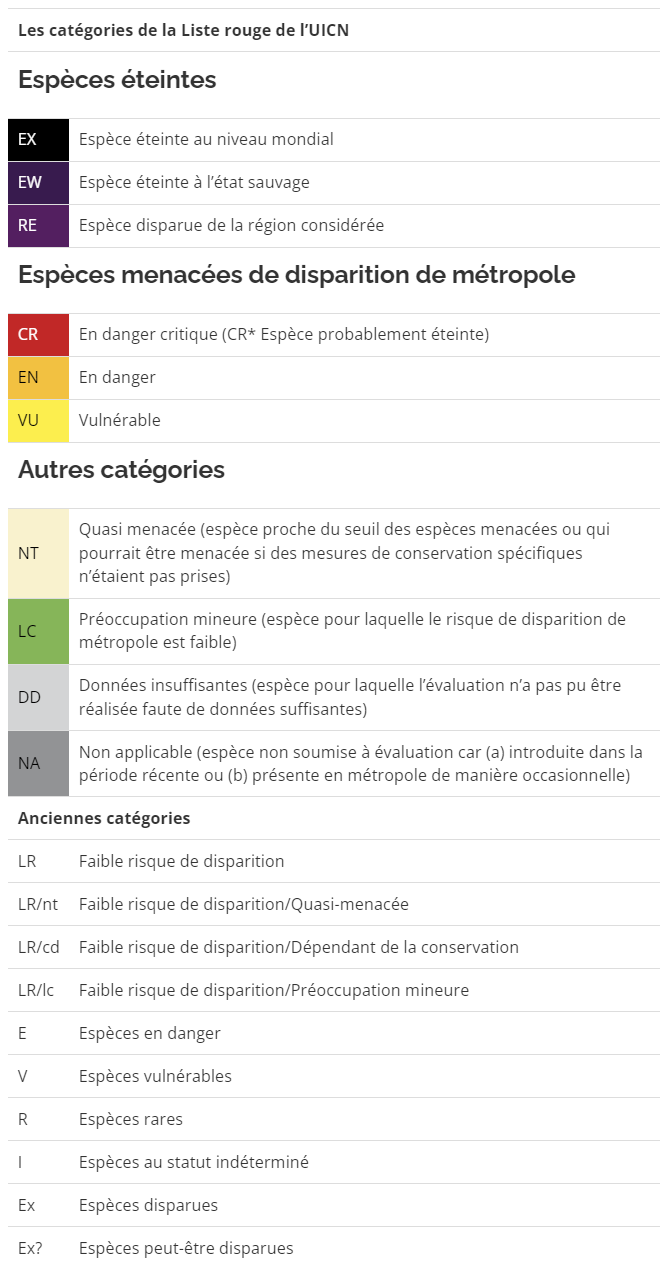 Les catégories de la Liste rouge de l’UICN
Espèces éteintes
EX Espèce éteinte au niveau mondial
EW Espèce éteinte à l’état sauvage
RE Espèce disparue de la région considérée
Espèces menacées de disparition de métropole
CR En danger critique (CR* Espèce probablement éteinte)
EN En danger
VU Vulnérable
Autres catégories
NT Quasi menacée (espèce proche du seuil des espèces menacées ou qui
pourrait être menacée si des mesures de conservation spécifiques
n’étaient pas prises)
LC Préoccupation mineure (espèce pour laquelle le risque de disparition de
métropole est faible)
DD Données insuffisantes (espèce pour laquelle l’évaluation n’a pas pu être
réalisée faute de données suffisantes)
NA Non applicable (espèce non soumise à évaluation car (a) introduite dans la
période récente ou (b) présente en métropole de manière occasionnelle)
Anciennes catégories
LR Faible risque de disparition
LR/nt Faible risque de disparition/Quasi-menacée
LR/cd Faible risque de disparition/Dépendant de la conservation
LR/lc Faible risque de disparition/Préoccupation mineure
E Espèces en danger
V Espèces vulnérables
R Espèces rares
I Espèces au statut indéterminé
Ex Espèces disparues
Ex? Espèces peut-être disparues